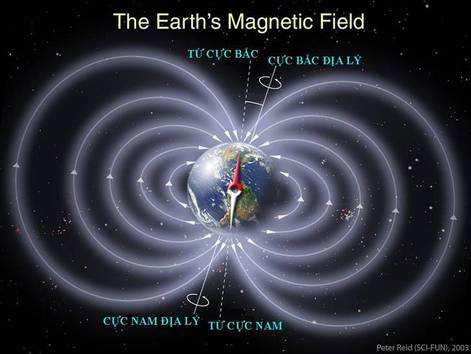 The Earth's Magnetic Field
TỪ CỰC BẮC
CỰC BẮC ĐỊA LÝ
CỰC NAM ĐỊA LÝ
TỪ CỰC NAM
Peter Reid (SCI-FUN), 2003